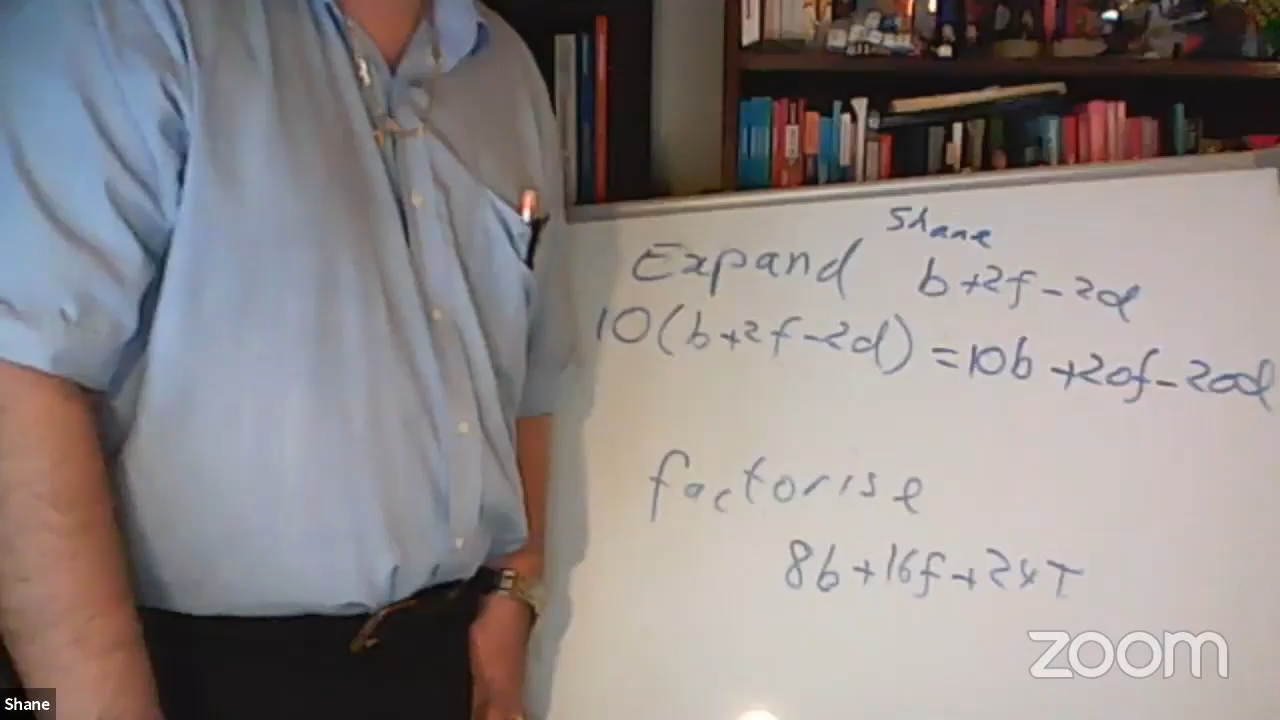 Shane
Expand b+2f-2d
10(b+2f-2d)=10b+20f-20d
factorise
8b+16f+24T
zoom
Shane